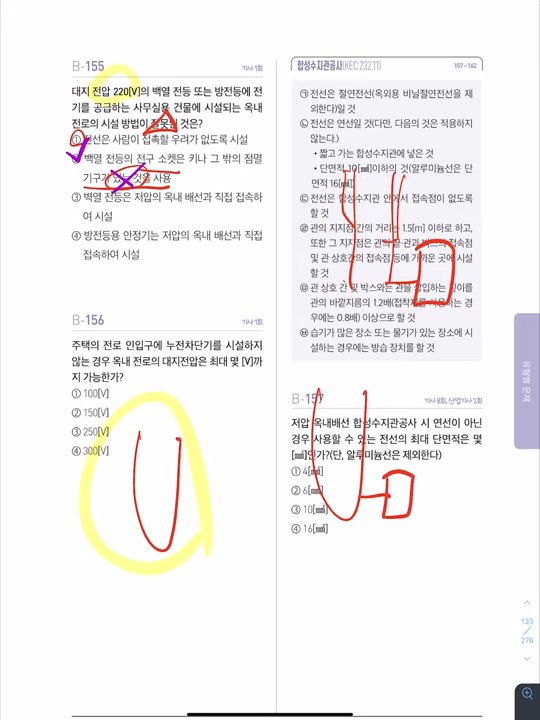 B-155
기사 1회
대지 전압 220[V]의 백열 전등 또는 방전등에 전
기를 공급하는 사무실용 건물에 시설되는 옥내
전로의 시설 방법이 잘못된 것은?
① 전선은 사람이 접촉할 우려가 없도록 시설
② 백열 전등의 전구 소켓은 키나 그 밖의 점멸
기구가 있는 것을 사용
③ 백열 전등은 저압의 옥내 배선과 직접 접속하
여 시설
④ 방전등용 안정기는 저압의 옥내 배선과 직접
접속하여 시설
B-156
기사 1회
주택의 전로 인입구에 누전차단기를 시설하지
않는 경우 옥내 전로의 대지전압은 최대 몇 [V]까
지 가능한가?
① 100[V]
② 150[V]
③ 250[V]
④ 300[V]
합성수지관공사(KEC 232.11)
157~162
㉠ 전선은 절연전선(옥외용 비닐절연전선을 제
외한다)일 것
㉡ 전선은 연선일 것(다만, 다음의 것은 적용하지
않는다.)
• 짧고 가는 합성수지관에 넣은 것
• 단면적 10[㎟]이하의 것(알루미늄선은 단
면적 16[㎟])
㉢ 전선은 합성수지관 안에서 접속점이 없도록
할 것
㉣ 관의 지지점 간의 거리는 1.5[m] 이하로 하고,
또한 그 지지점은 관의 끝·관과 박스의 접속점
및 관 상호간의 접속점 등에 가까운 곳에 시설
할 것
㉤ 관 상호 간 및 박스와는 관을 삽입하는 깊이를
관의 바깥지름의 1.2배(접착제를 사용하는 경
우에는 0.8배) 이상으로 할 것
㉥ 습기가 많은 장소 또는 물기가 있는 장소에 시
설하는 경우에는 방습 장치를 할 것
B-157
기사 8회, 산업기사 2회
저압 옥내배선 합성수지관공사 시 연선이 아닌
경우 사용할 수 있는 전선의 최대 단면적은 몇
[㎟]인가?(단, 알루미늄선은 제외한다)
① 4[㎟]
② 6[㎟]
③ 10[㎟]
④ 16[㎟]
유형별 문제
133
276